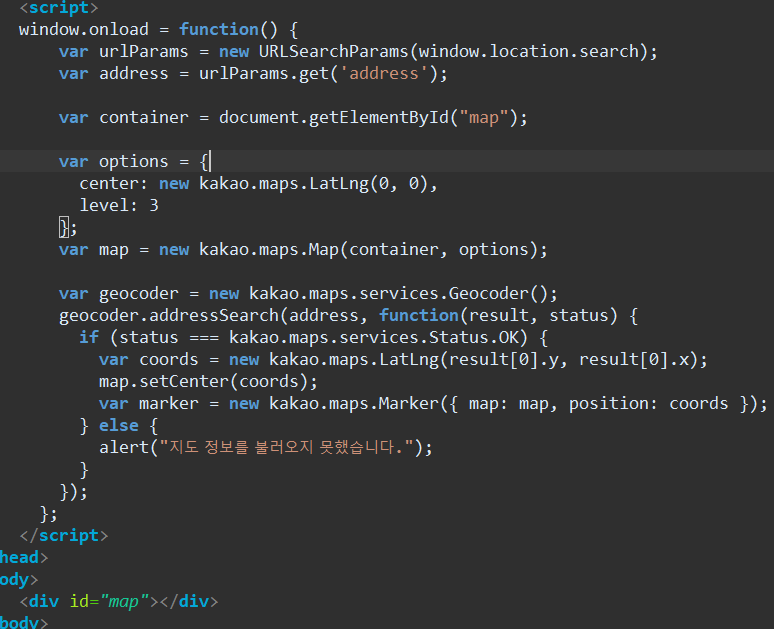 <script>
window.onload = function() {
var urlParams = new URLSearchParams(window.location.search);
var address = urlParams.get('address');
var container = document.getElementById("map");
var options = {
center: new kakao.maps.LatLng(0, 0),
level: 3
};
var map = new kakao.maps.Map(container, options);
var geocoder = new kakao.maps.services.Geocoder();
geocoder.addressSearch(address, function(result, status) {
if (status === kakao.maps.services.Status.OK) {
var coords = new kakao.maps.LatLng(result[0].y, result[0].x);
map.setCenter(coords);
var marker = new kakao.maps.Marker({ map: map, position: coords });
} else {
alert("지도 정보를 불러오지 못했습니다.");
}
});
};
</script>
head>
ody>
<div id="map"></div>
body>